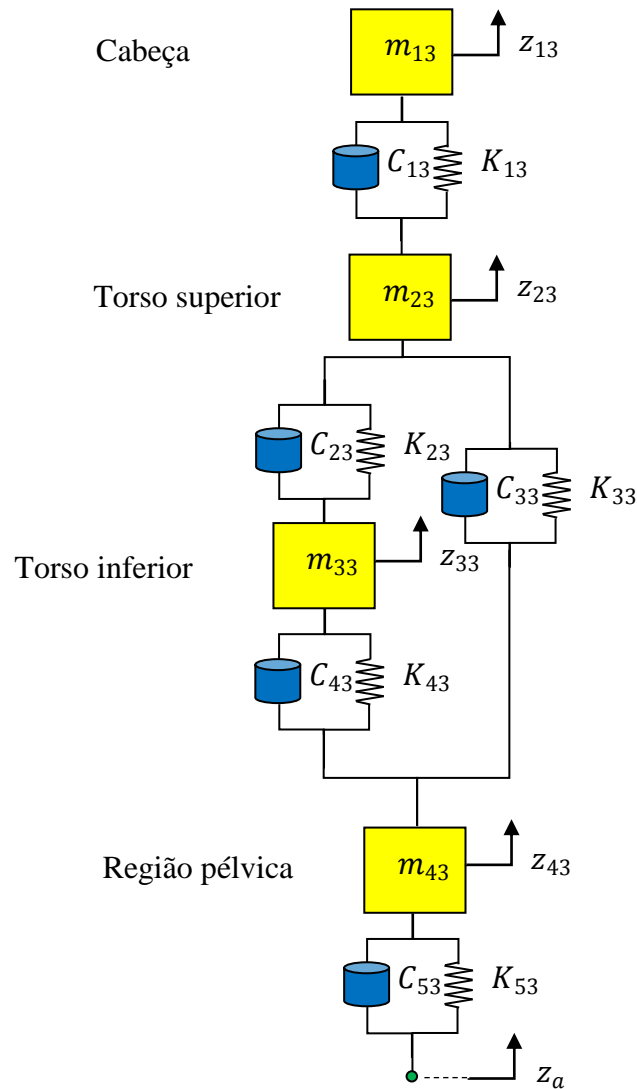 Cabeça
m₁₃
z₁₃
C₁₃
K₁₃
Torso superior
m₂₃
z₂₃
C₂₃
K₂₃
C₃₃
K₃₃
Torso inferior
m₃₃
z₃₃
C₄₃
K₄₃
Região pélvica
m₄₃
z₄₃
C₅₃
K₅₃
zₐ